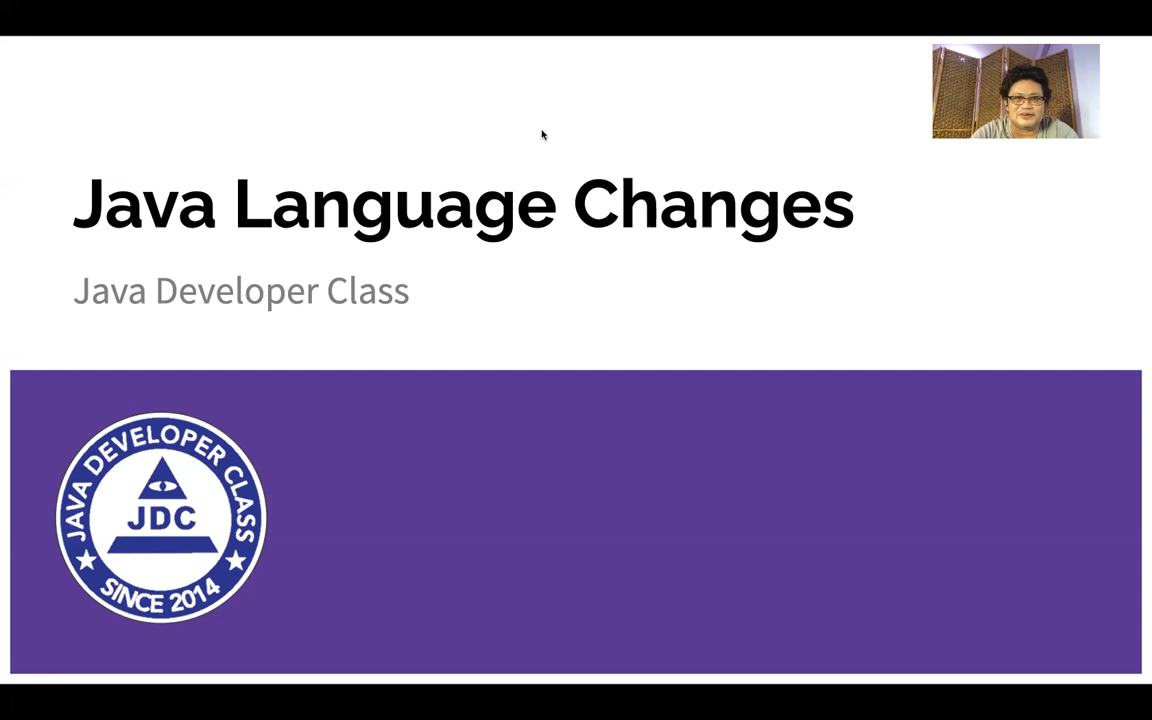 Java Language Changes
Java Developer Class
JAVA DEVELOPER CLASS
JDC
SINCE 2014